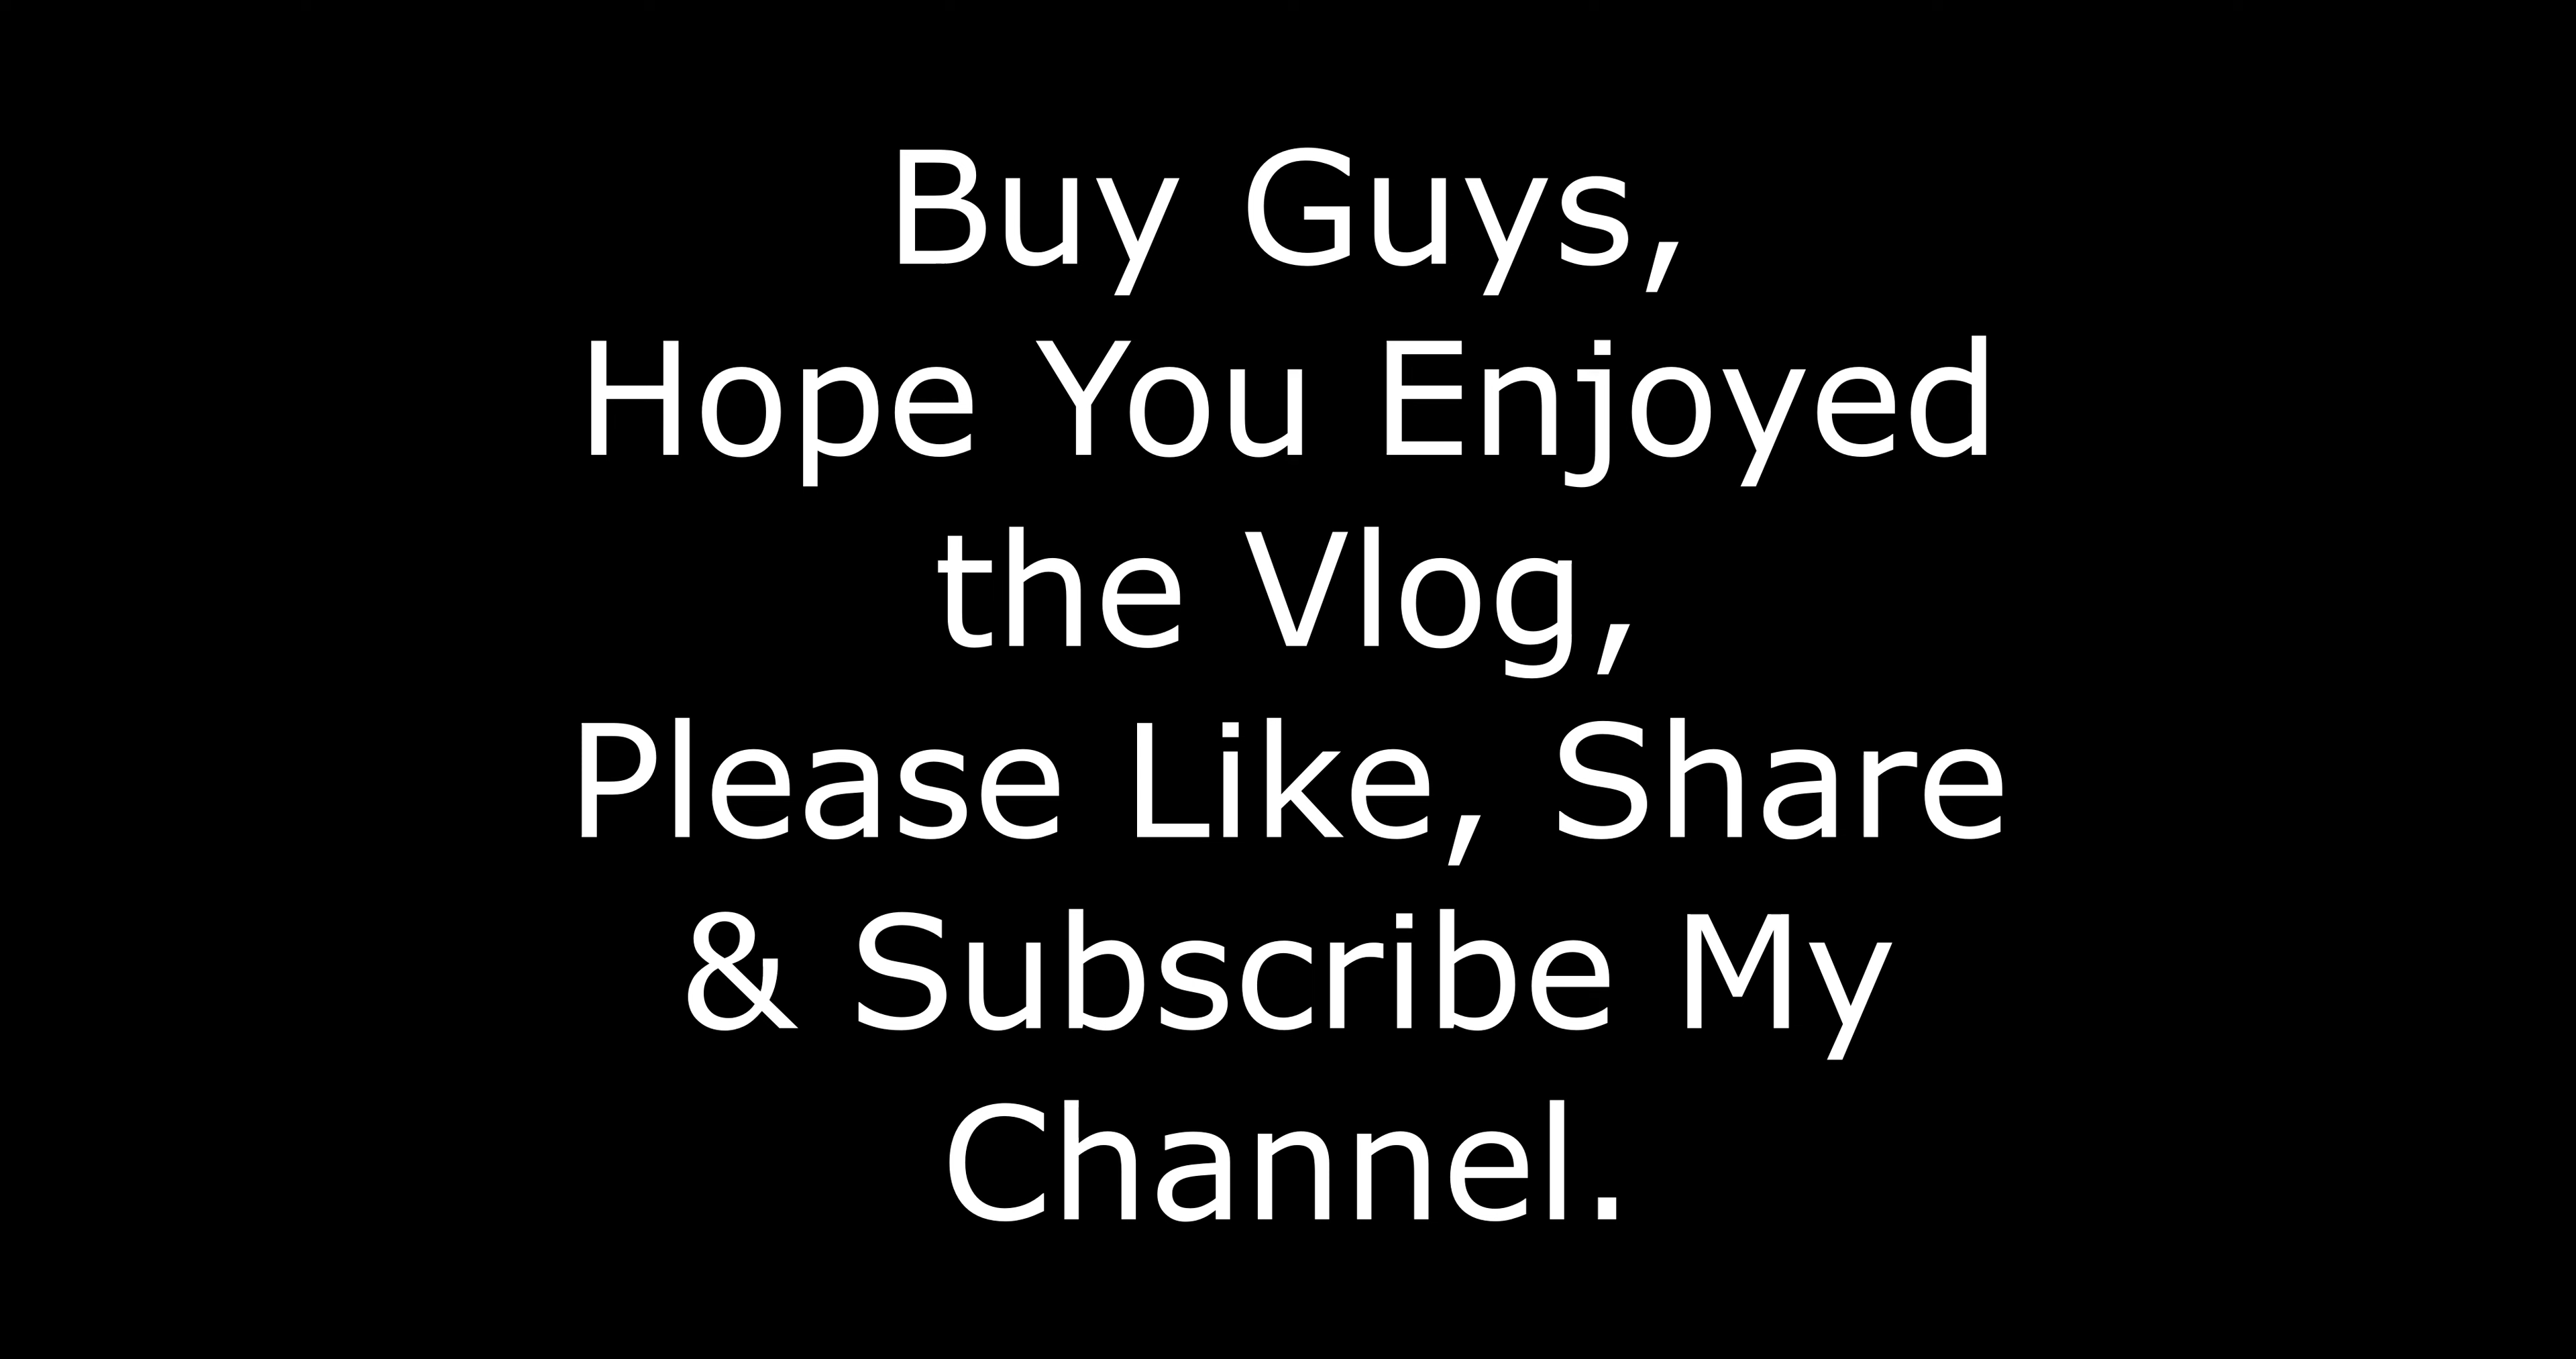 Buy Guys,
Hope You Enjoyed
the Vlog,
Please Like, Share
& Subscribe My
Channel.